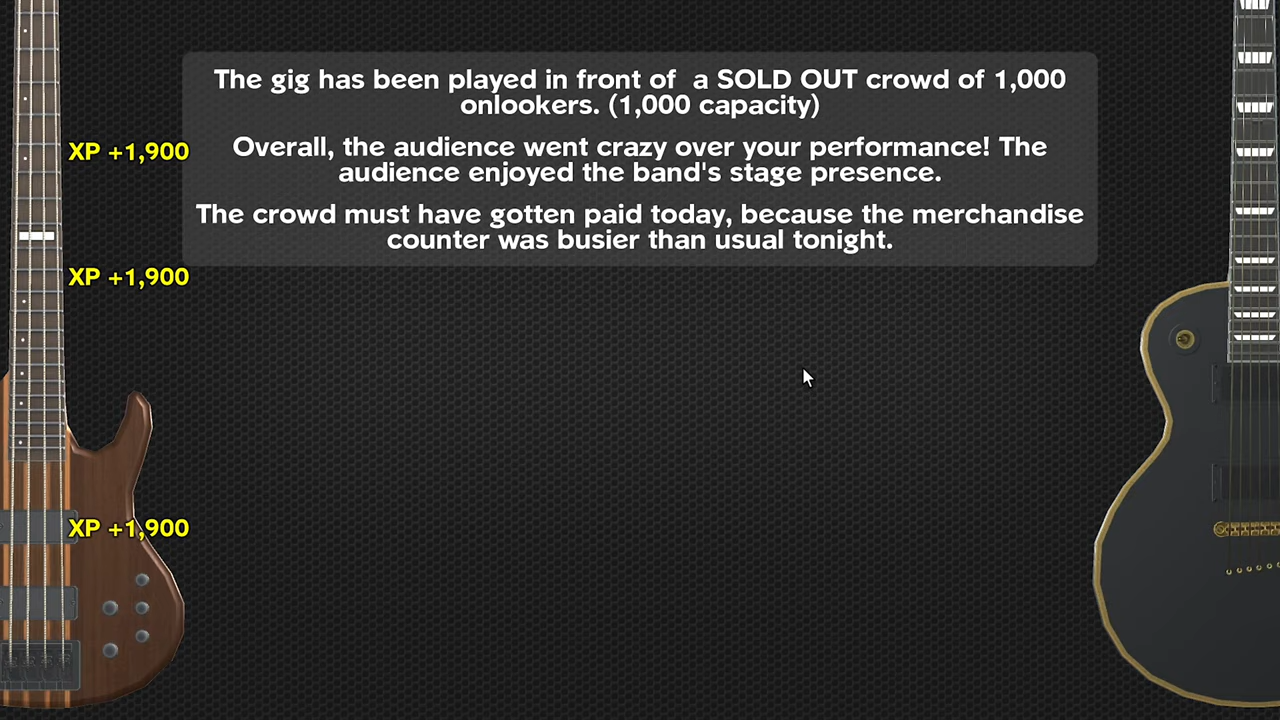 The gig has been played in front of  a SOLD OUT crowd of 1,000
onlookers. (1,000 capacity)
XP +1,900
Overall, the audience went crazy over your performance! The
audience enjoyed the band's stage presence.
The crowd must have gotten paid today, because the merchandise
counter was busier than usual tonight.
XP +1,900
XP +1,900